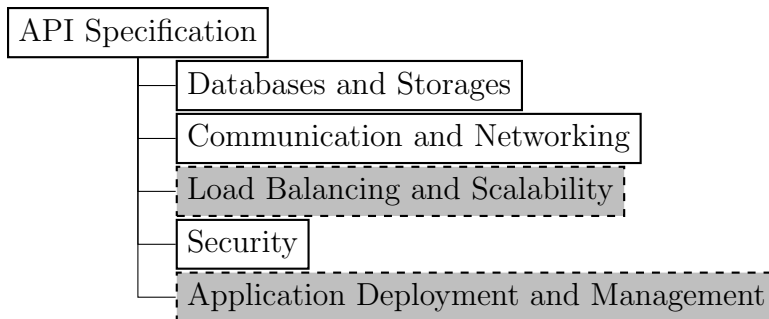 API Specification
Databases and Storages
Communication and Networking
Load Balancing and Scalability
Security
Application Deployment and Management